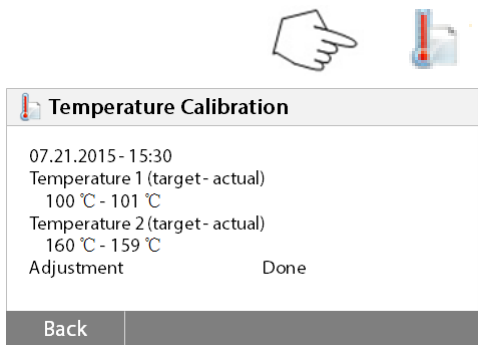 Temperature Calibration
07.21.2015 - 15:30
Temperature 1 (target - actual)
100 ℃ - 101 ℃
Temperature 2 (target - actual)
160 ℃ - 159 ℃
Adjustment Done
Back